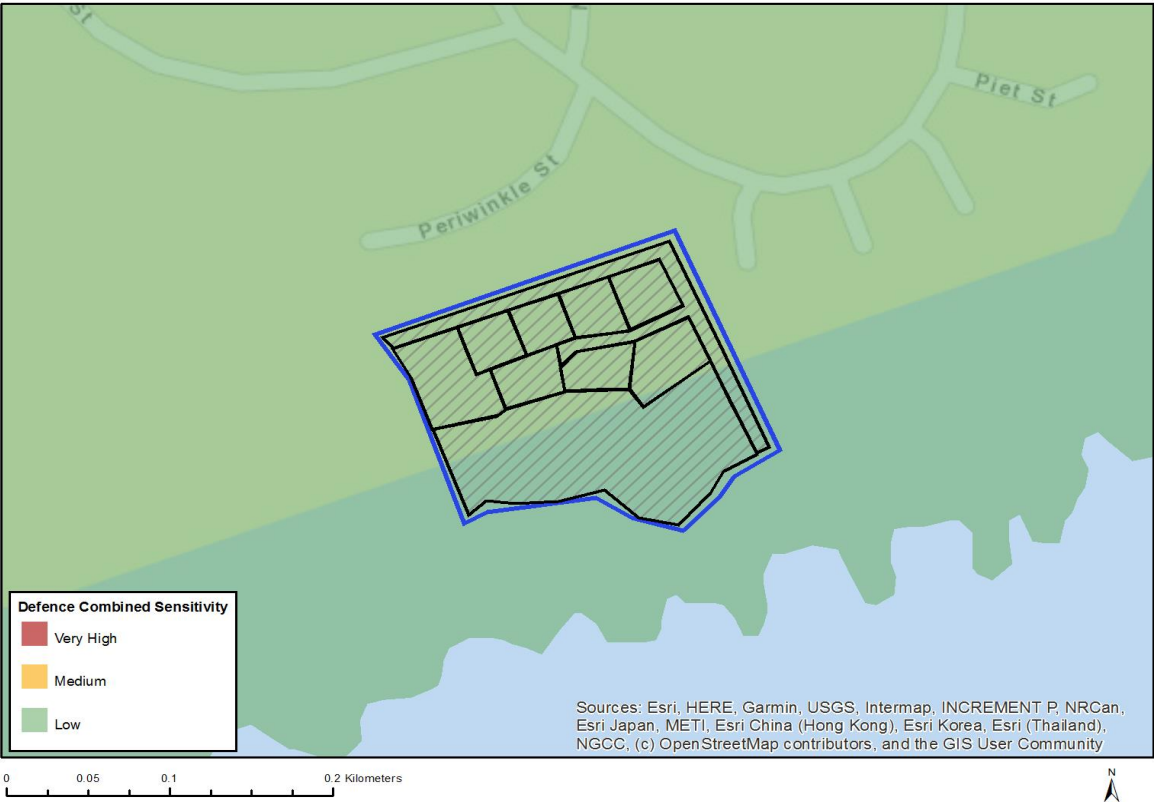 St
N
Piet St
Periwinkle St
Defence Combined Sensitivity
Very High
Medium
Low
Sources: Esri, HERE, Garmin, USGS, Intermap, INCREMENT P, NRCan,
Esri Japan, METI, Esri China (Hong Kong), Esri Korea, Esri (Thailand),
NGCC, (c) OpenStreetMap contributors, and the GIS User Community
0 0.05 0.1 0.2 Kilometers
N